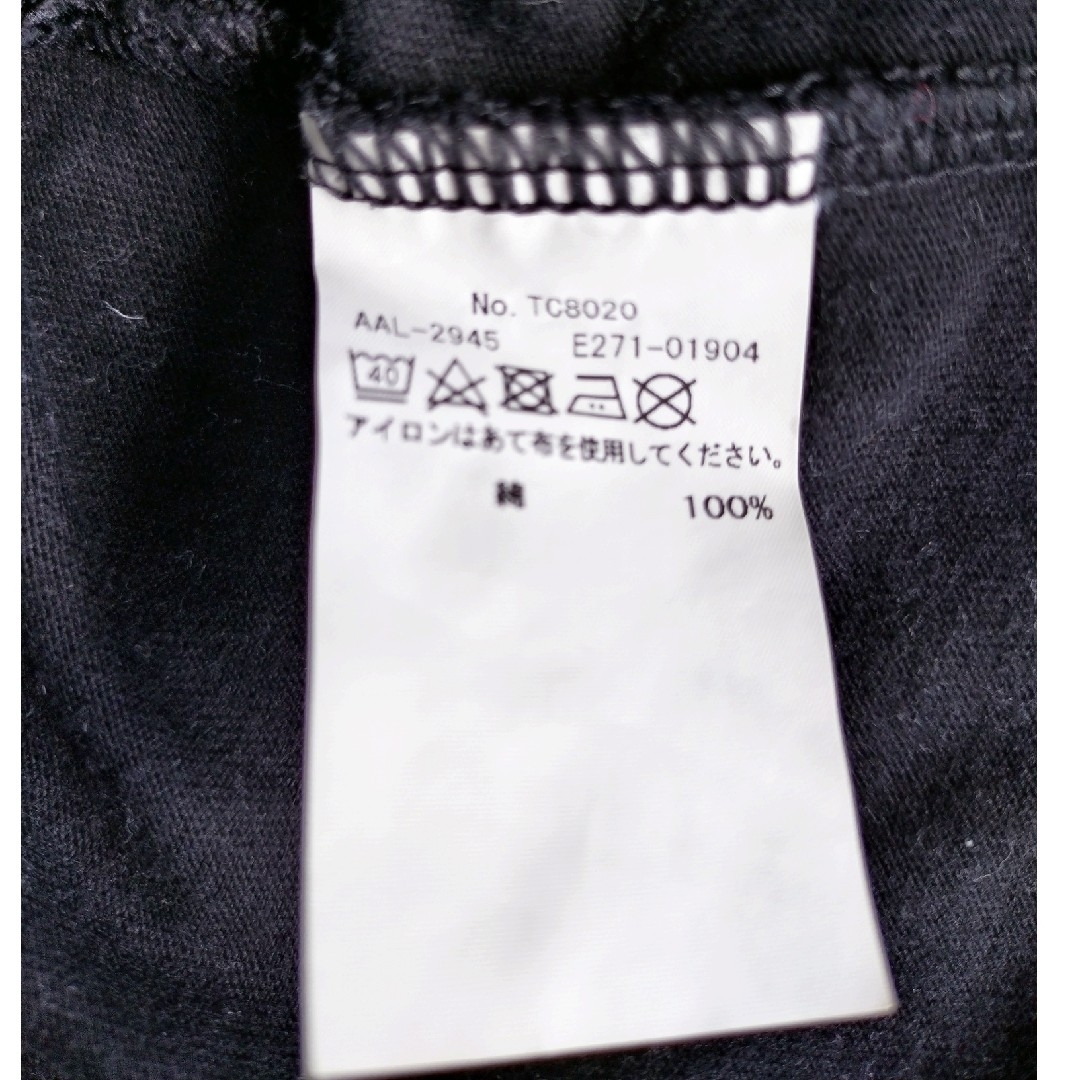 No. TC8020
AAL-2945 E271-01904
40
アイロンはあて布を使用してください。
綿 100%